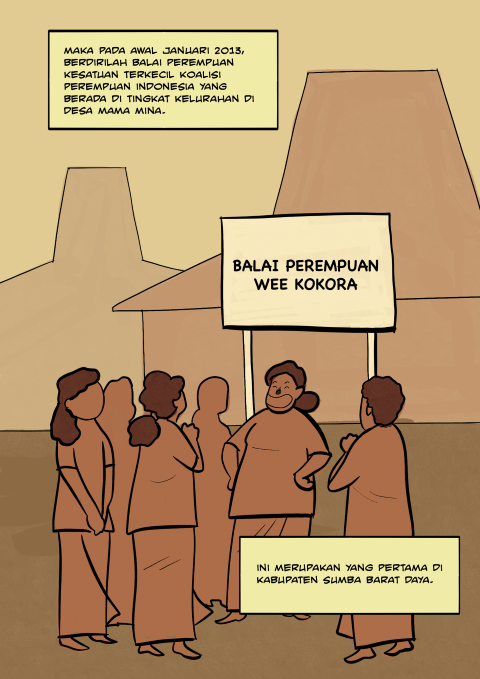 MAKA PADA AWAL JANUARI 2013,
BERDIRILAH BALAI PEREMPUAN
KESATUAN TERKECIL KOALISI
PEREMPUAN INDONESIA YANG
BERADA DI TINGKAT KELURAHAN DI
DESA MAMA MINA.
BALAI PEREMPUAN
WEE KOKORA
INI MERUPAKAN YANG PERTAMA DI
KABUPATEN SUMBA BARAT DAYA.